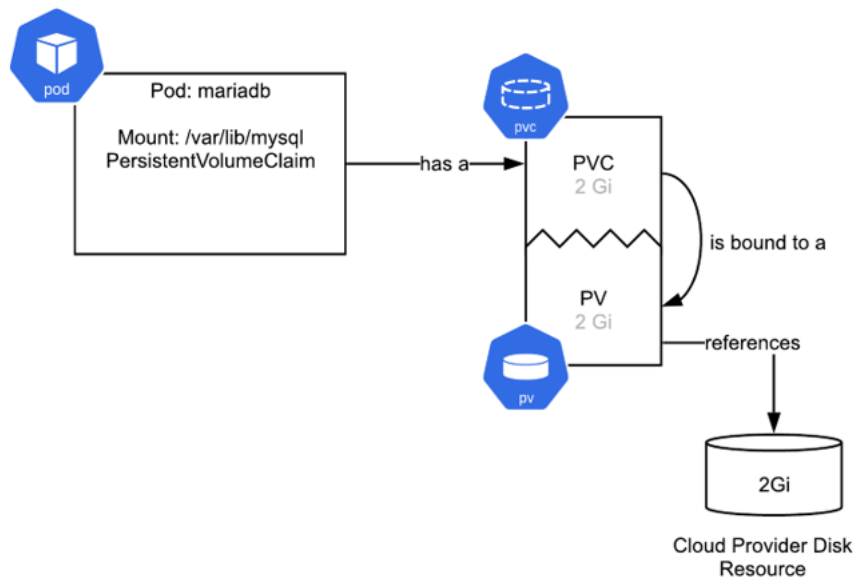 pod
Pod: mariadb
Mount: /var/lib/mysql
PersistentVolumeClaim
has a
pvc
PVC
2 Gi
is bound to a
PV
2 Gi
pv
references
2Gi
Cloud Provider Disk
Resource